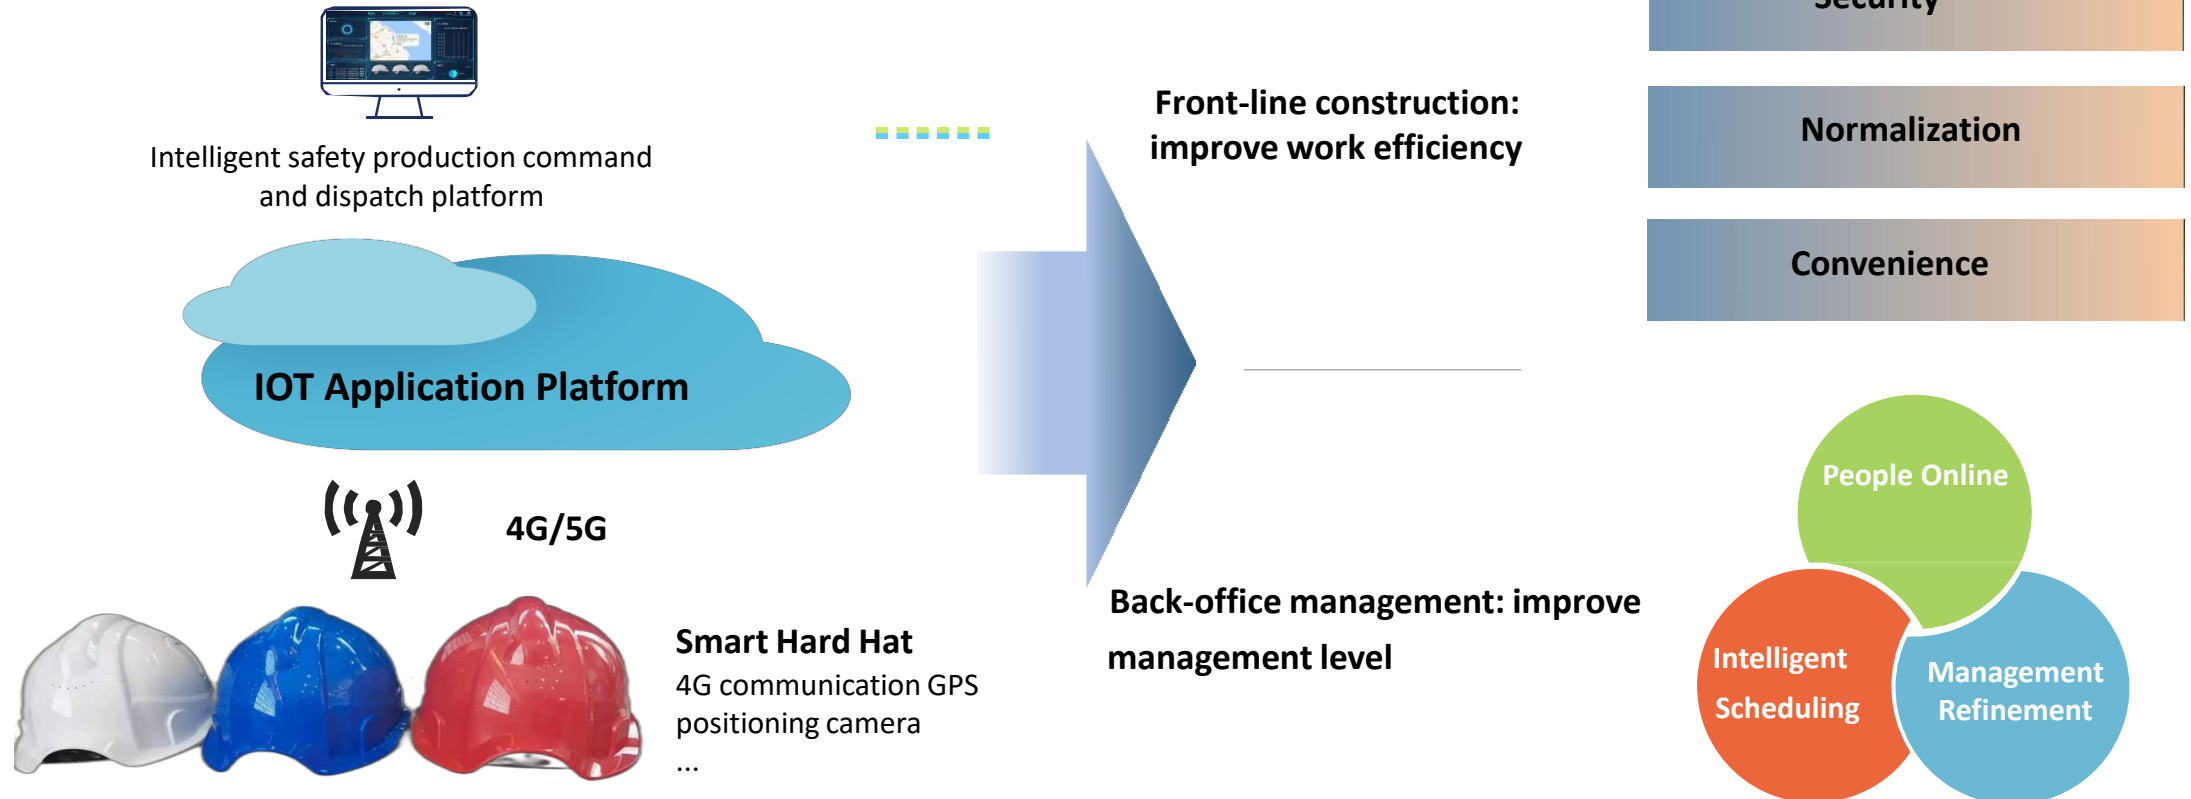 Intelligent safety production command
and dispatch platform
IOT Application Platform
4G/5G
Smart Hard Hat
4G communication GPS
positioning camera
...
Front-line construction:
improve work efficiency
Back-office management: improve
management level
Security
Normalization
Convenience
People Online
Intelligent
Scheduling
Management
Refinement